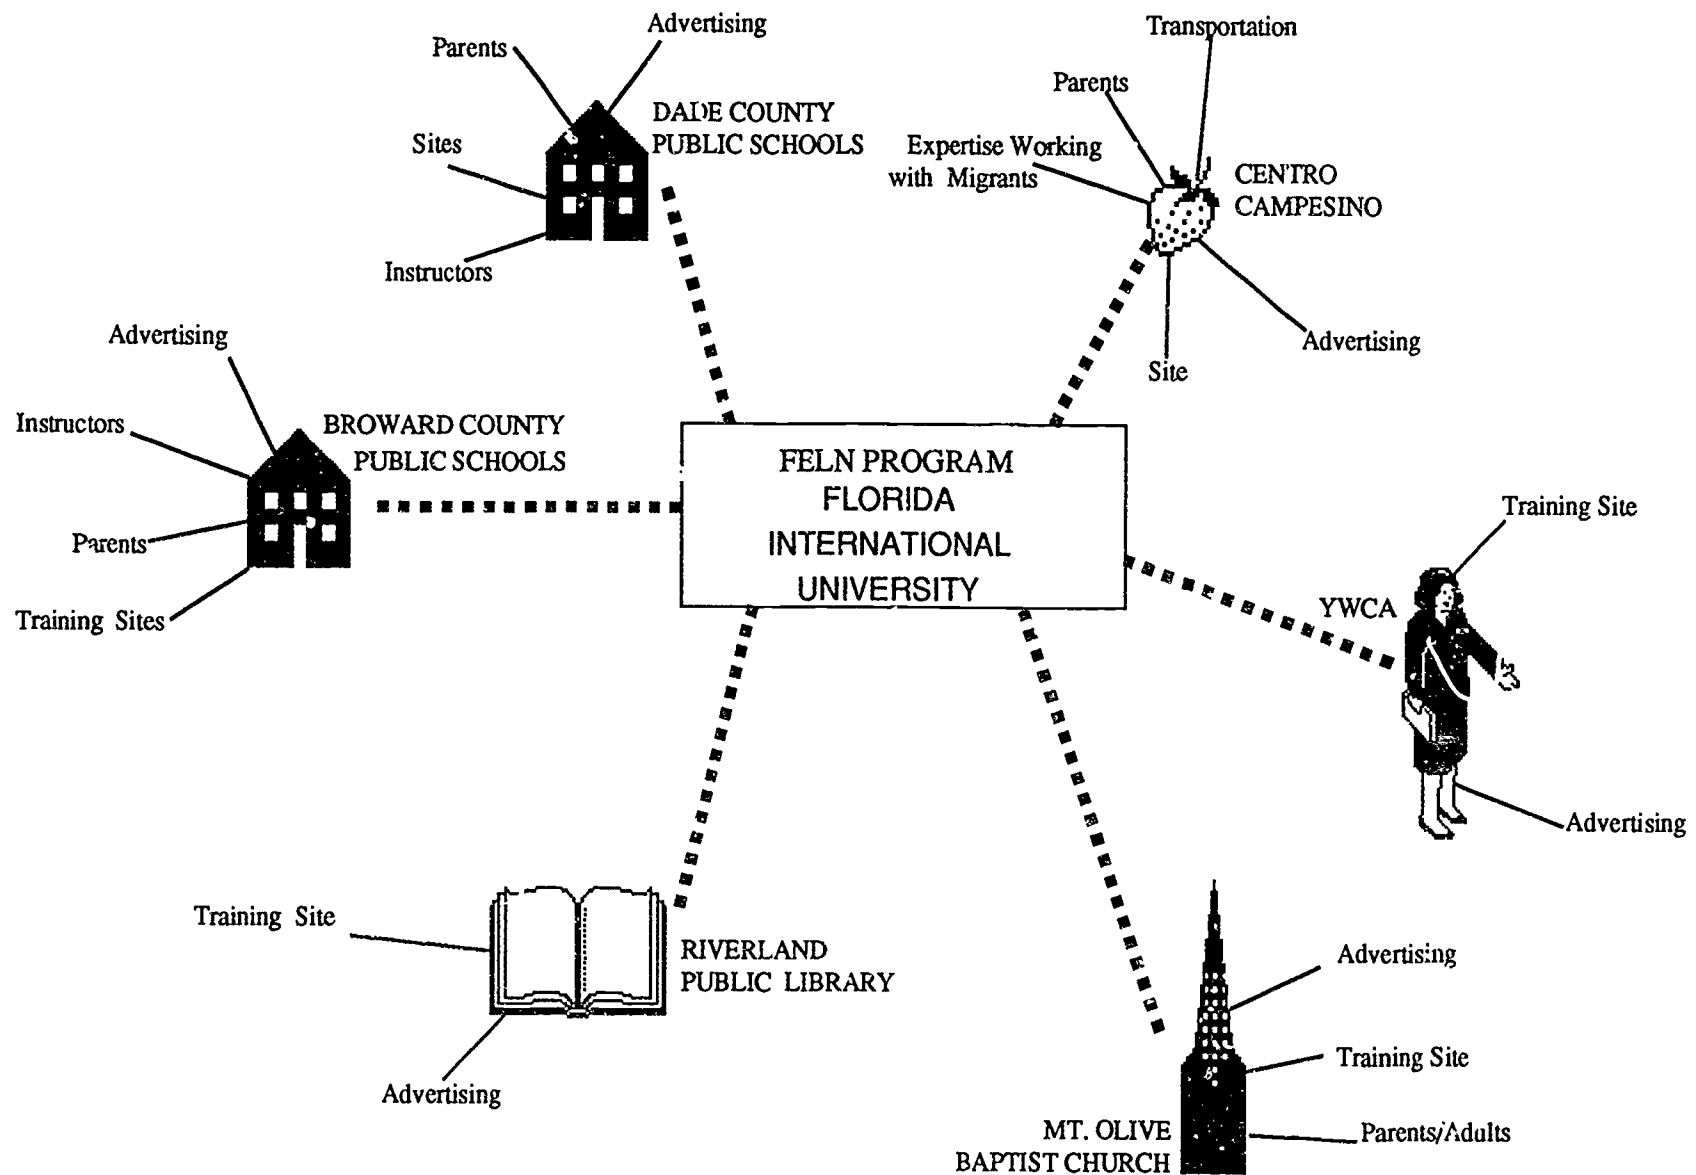 Advertising
Parents
DADE COUNTY
PUBLIC SCHOOLS
Sites
Instructors
Transportation
Parents
Expertise Working
with Migrants
CENTRO
CAMPESINO
Advertising
Site
Advertising
Instructors
BROWARD COUNTY
PUBLIC SCHOOLS
Parents
Training Sites
FELN PROGRAM
FLORIDA
INTERNATIONAL
UNIVERSITY
Training Site
YWCA
Advertising
Training Site
RIVERLAND
PUBLIC LIBRARY
Advertising
Advertising
Training Site
Parents/Adults
MT. OLIVE
BAPTIST CHURCH